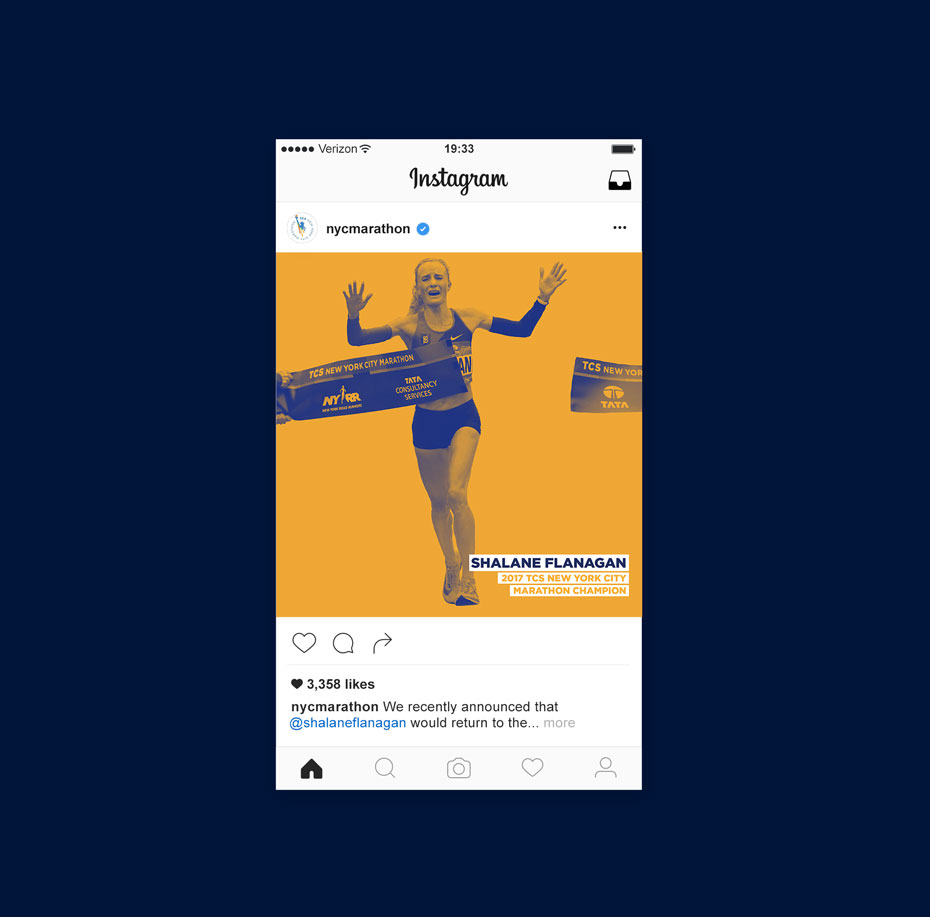 Verizon 19:33
Instagram
nycmarathon
TCS NEW YORK CITY MARATHON
NYRR
NEW YORK ROAD RUNNERS
TATA
CONSULTANCY
SERVICES
AN
TCS NEW YOR
TATA
SHALANE FLANAGAN
2017 TCS NEW YORK CITY
MARATHON CHAMPION
3,358 likes
nycmarathon We recently announced that
@shalaneflanagan would return to the... more